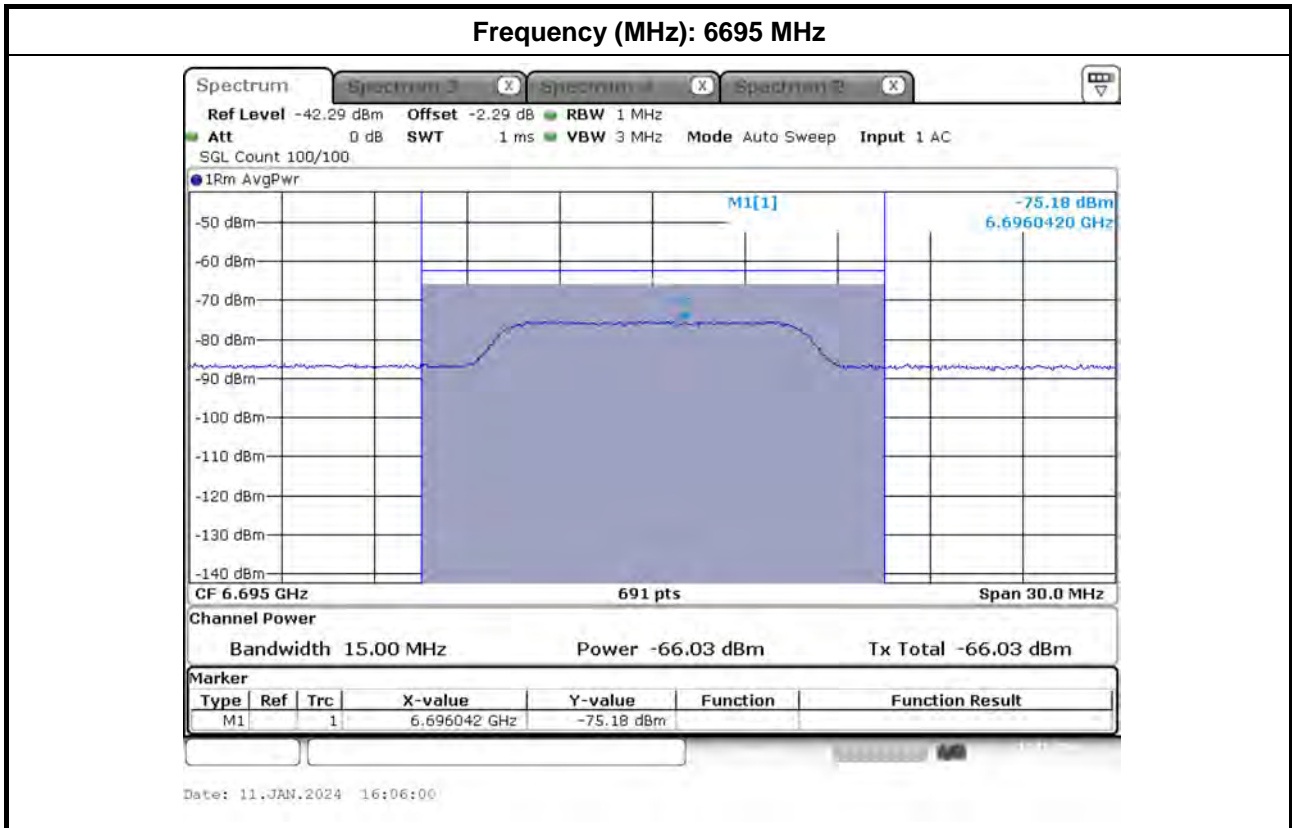 Frequency (MHz): 6695 MHz
Spectrum
Ref Level -42.29 dBm Offset -2.29 dB RBW 1 MHz
Att 0 dB SWT 1 ms VBW 3 MHz Mode Auto Sweep Input 1 AC
SGL Count 100/100
1Rm AvgPwr
M1[1] -75.18 dBm
6.6960420 GHz
-50 dBm
-60 dBm
-70 dBm
-80 dBm
-90 dBm
-100 dBm
-110 dBm
-120 dBm
-130 dBm
-140 dBm
CF 6.695 GHz 691 pts Span 30.0 MHz
Channel Power
Bandwidth 15.00 MHz Power -66.03 dBm Tx Total -66.03 dBm
Marker
Type Ref Trc X-value Y-value Function Function Result
M1 1 6.696042 GHz -75.18 dBm
Date: 11.JAN.2024 16:06:00